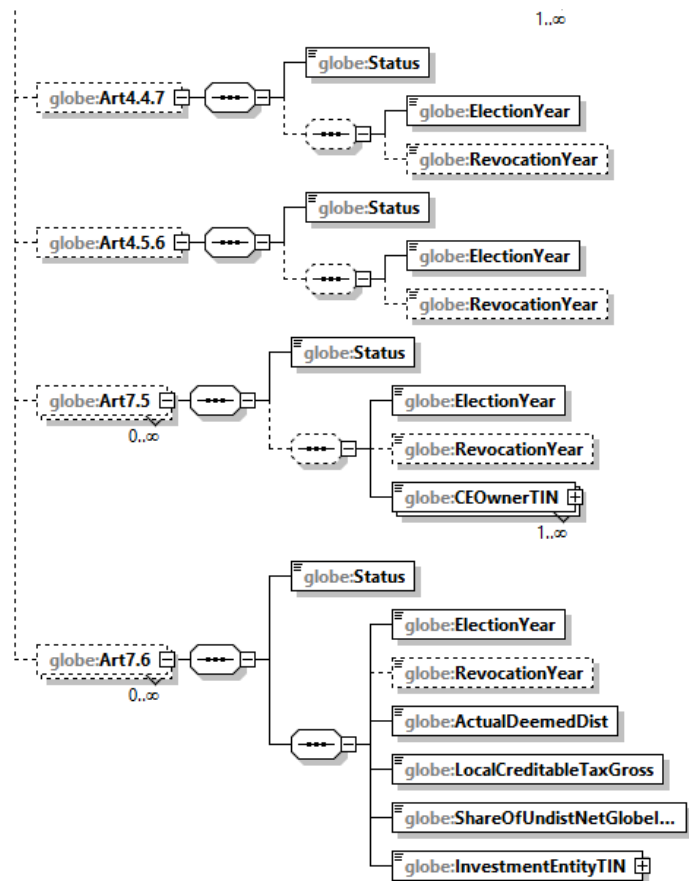 1..∞
globe:Status
globe:Art4.4.7
globe:ElectionYear
globe:RevocationYear
globe:Status
globe:Art4.5.6
globe:ElectionYear
globe:RevocationYear
globe:Status
globe:Art7.5
0..∞
globe:ElectionYear
globe:RevocationYear
globe:CEOwnerTIN
1..∞
globe:Status
globe:Art7.6
0..∞
globe:ElectionYear
globe:RevocationYear
globe:ActualDeemedDist
globe:LocalCreditableTaxGross
globe:ShareOfUndistNetGlobeI...
globe:InvestmentEntityTIN